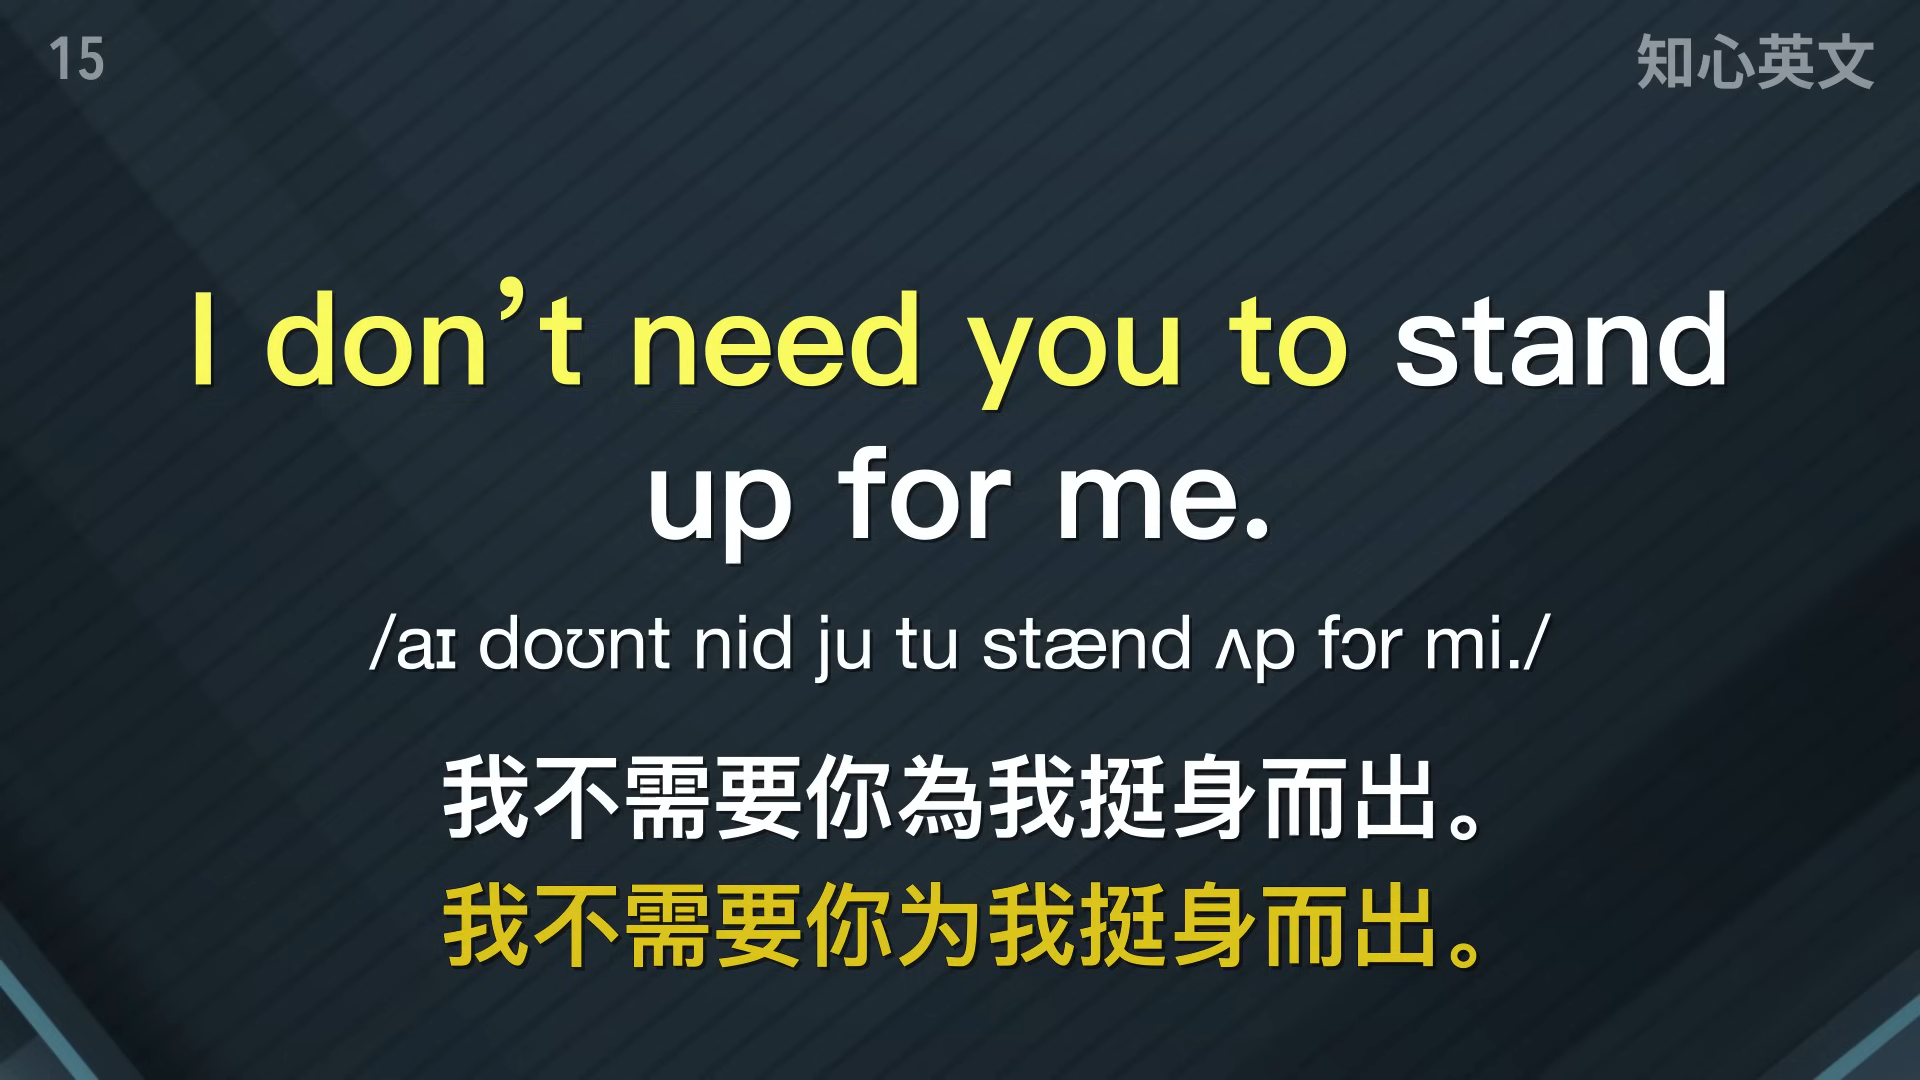 15
知心英文
I don’t need you to stand
up for me.
/aɪ doʊnt nid ju tu stænd ʌp fɔr mi./
我不需要你為我挺身而出。
我不需要你为我挺身而出。